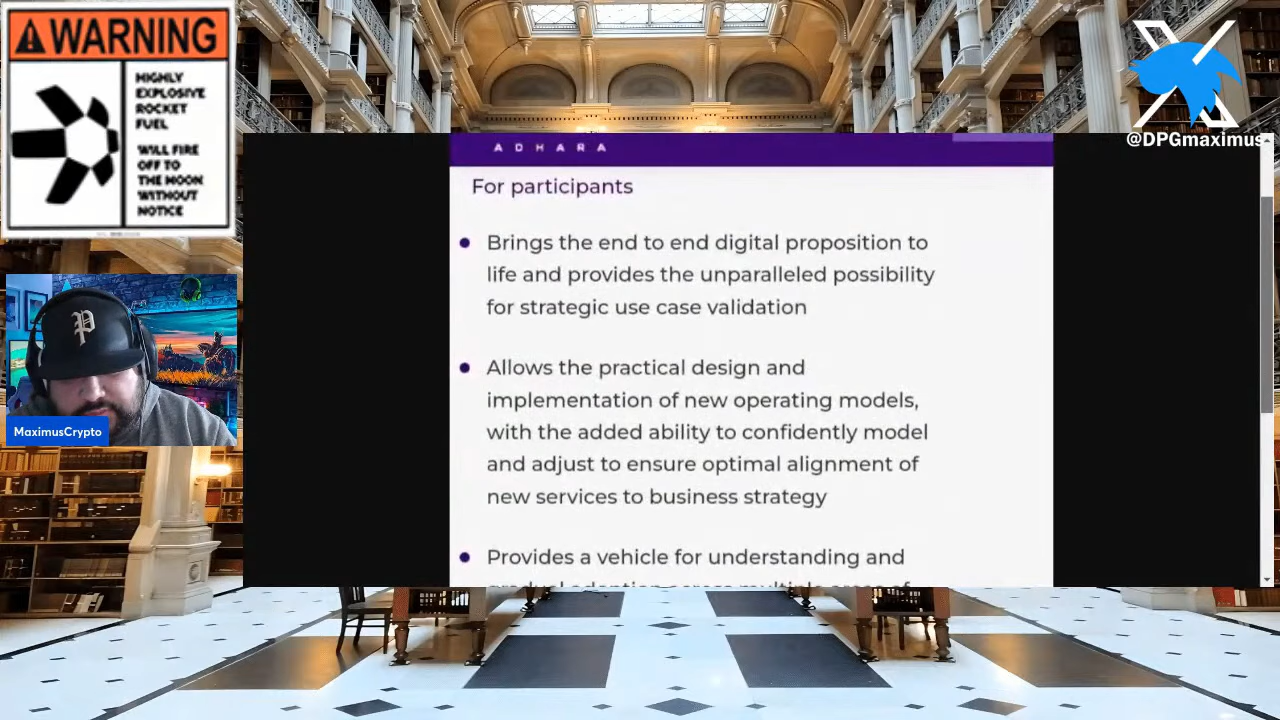 WARNING
HIGHLY
EXPLOSIVE
ROCKET
FUEL
WILL FIRE
OFF TO
THE MOON
WITHOUT
NOTICE
@DPGmaximus
ADHARA
For participants
Brings the end to end digital proposition to
life and provides the unparalleled possibility
for strategic use case validation
Allows the practical design and
implementation of new operating models,
with the added ability to confidently model
and adjust to ensure optimal alignment of
new services to business strategy
Provides a vehicle for understanding and
P
MaximusCrypto